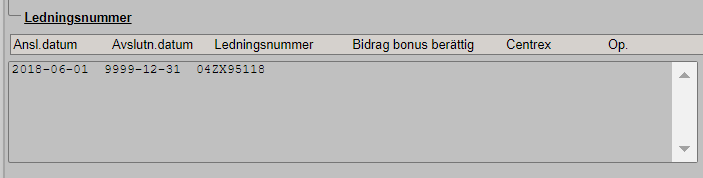 Ledningsnummer
Ansl.datum Avslutn.datum Ledningsnummer Bidrag bonus berättig Centrex Op.
2018-06-01 9999-12-31 04ZX95118